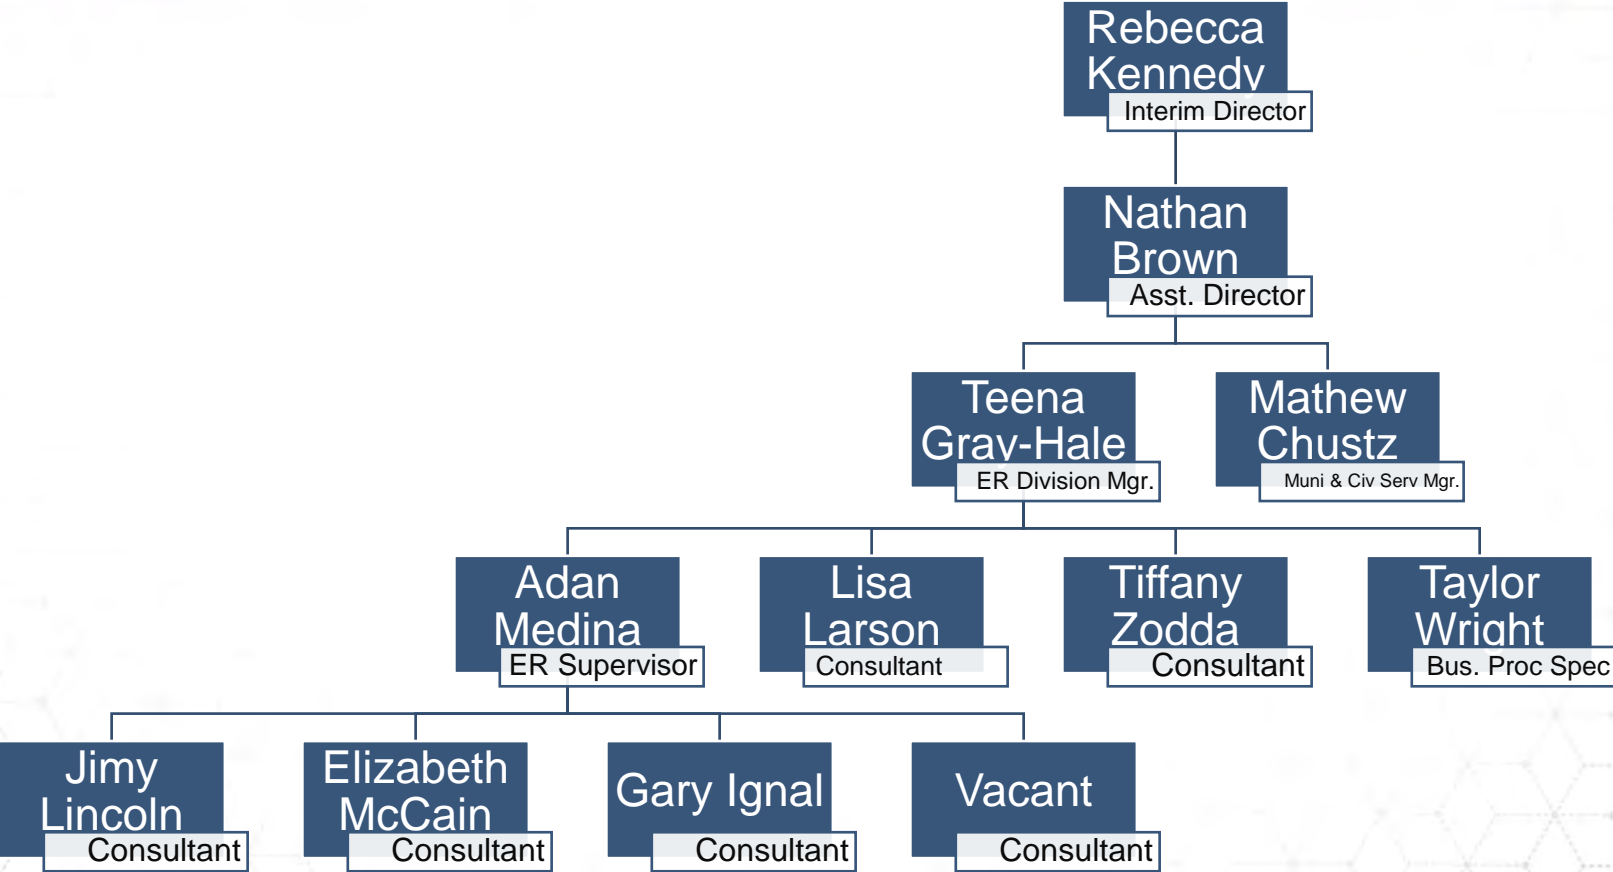 Rebecca
Kennedy
Interim Director
Nathan
Brown
Asst. Director
Teena
Gray-Hale
ER Division Mgr.
Mathew
Chustz
Muni & Civ Serv Mgr.
Adan
Medina
ER Supervisor
Lisa
Larson
Consultant
Tiffany
Zodda
Consultant
Taylor
Wright
Bus. Proc Spec
Jimy
Lincoln
Consultant
Elizabeth
McCain
Consultant
Gary Ignal
Consultant
Vacant
Consultant